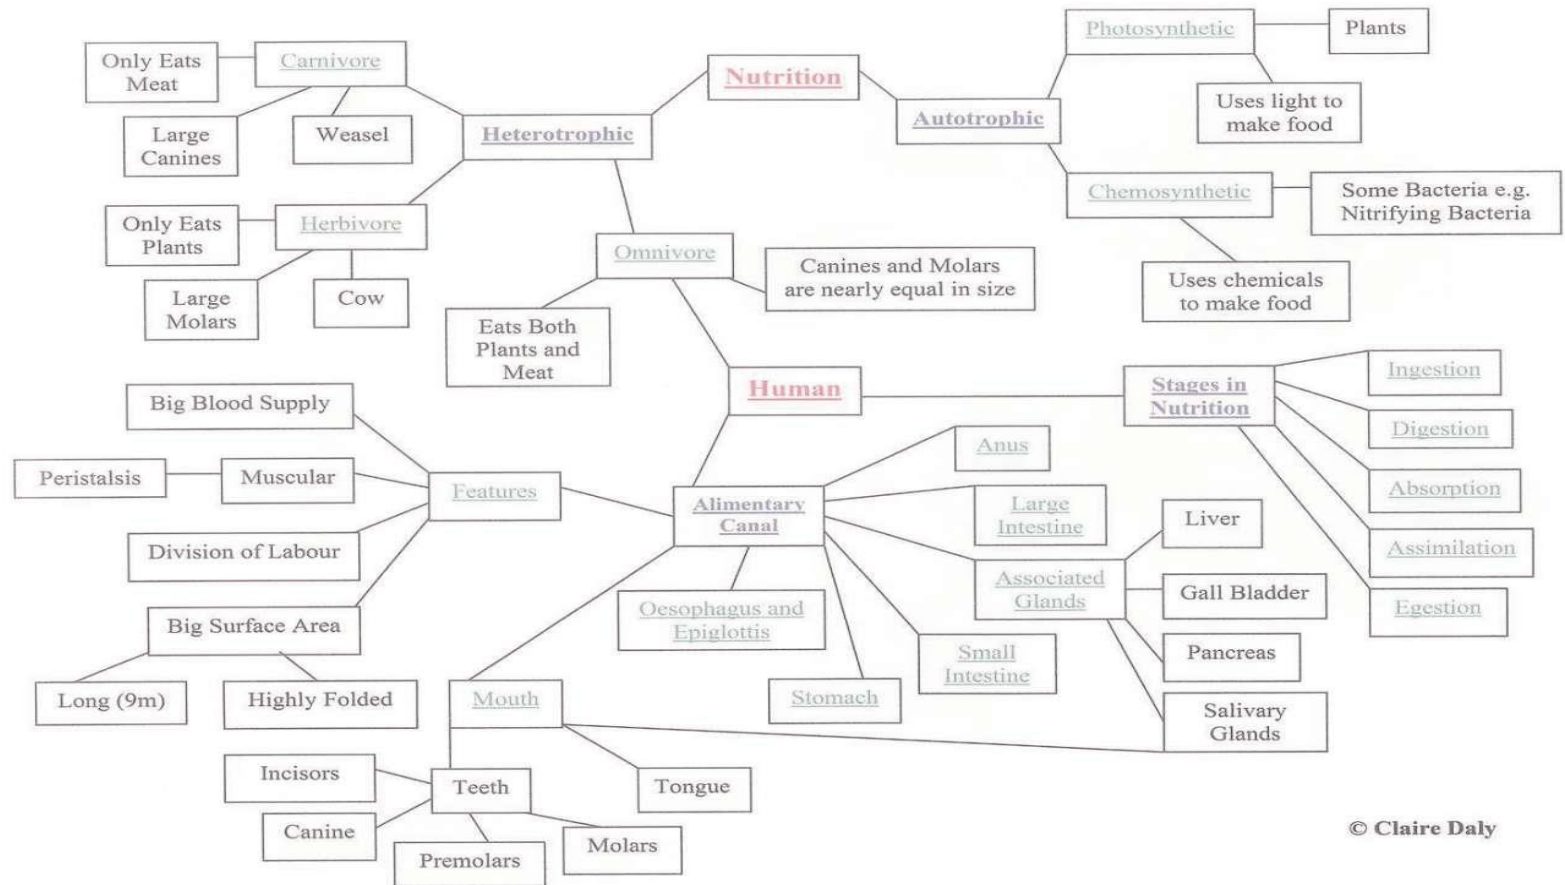 Nutrition
Heterotrophic
Carnivore
Only Eats
Meat
Large
Canines
Weasel
Herbivore
Only Eats
Plants
Large
Molars
Cow
Omnivore
Eats Both
Plants and
Meat
Canines and Molars
are nearly equal in size
Autotrophic
Photosynthetic
Plants
Uses light to
make food
Chemosynthetic
Some Bacteria e.g.
Nitrifying Bacteria
Uses chemicals
to make food
Human
Stages in
Nutrition
Ingestion
Digestion
Absorption
Assimilation
Egestion
Alimentary
Canal
Features
Big Blood Supply
Muscular
Peristalsis
Division of Labour
Big Surface Area
Long (9m)
Highly Folded
Anus
Large
Intestine
Associated
Glands
Liver
Gall Bladder
Pancreas
Salivary
Glands
Small
Intestine
Stomach
Oesophagus and
Epiglottis
Mouth
Teeth
Incisors
Canine
Premolars
Molars
Tongue
© Claire Daly